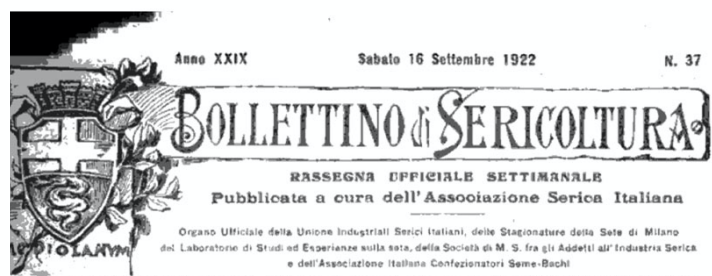 Anno XXIX Sabato 16 Settembre 1922 N. 37
BOLLETTINO di SERICOLTURA
RASSEGNA UFFICIALE SETTIMANALE
Pubblicata a cura dell'Associazione Serica Italiana
Organo Ufficiale della Unione Industriali Serici Italiani, delle Stagionature della Sete di Milano
del Laboratorio di Studi ed Esperienze sulla seta, della Società di M. S. fra gli Addetti all'Industria Serica
e dell'Associazione Italiana Confezionatori Seme-Bachi